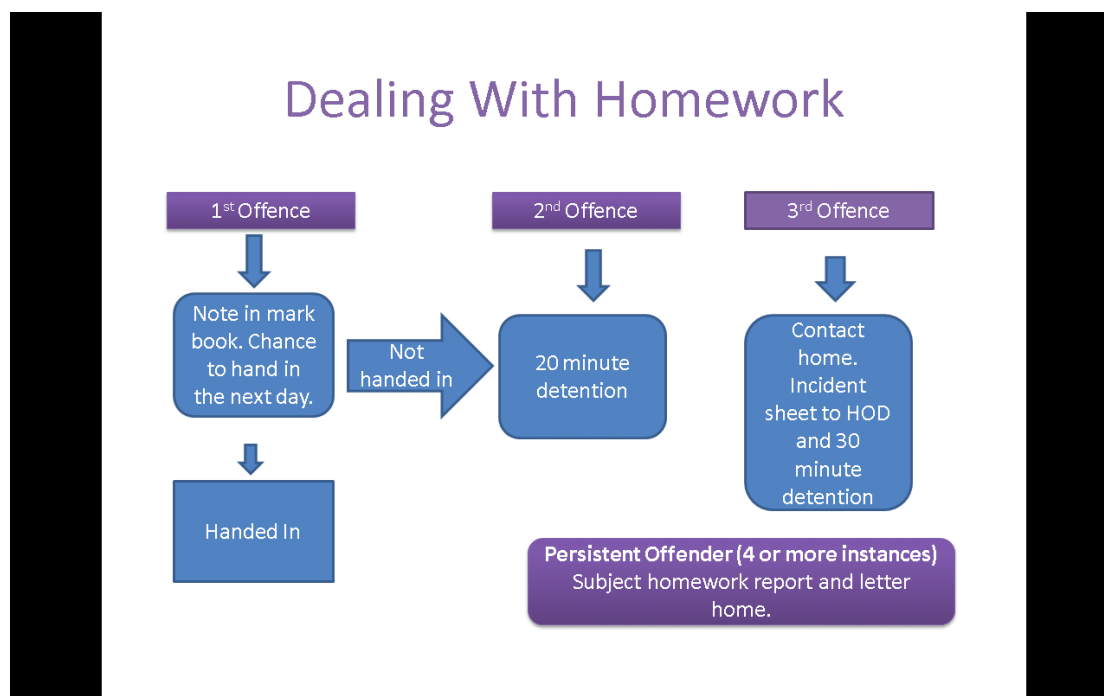 Dealing With Homework
1st Offence
Note in mark
book. Chance
to hand in
the next day.
Handed In
Not
handed in
2nd Offence
20 minute
detention
3rd Offence
Contact
home.
Incident
sheet to HOD
and 30
minute
detention
Persistent Offender (4 or more instances)
Subject homework report and letter
home.